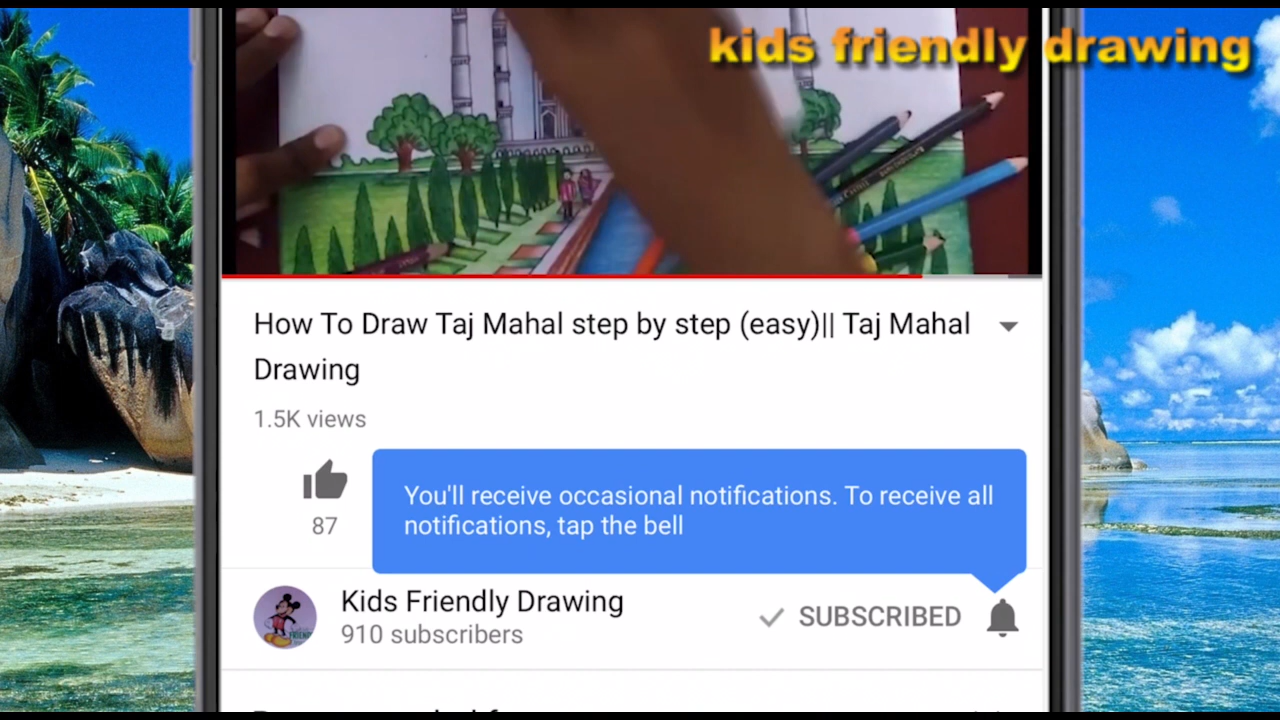 kids friendly drawing
How To Draw Taj Mahal step by step (easy)|| Taj Mahal
Drawing
1.5K views
You'll receive occasional notifications. To receive all
notifications, tap the bell
87
Kids Friendly Drawing
910 subscribers
SUBSCRIBED